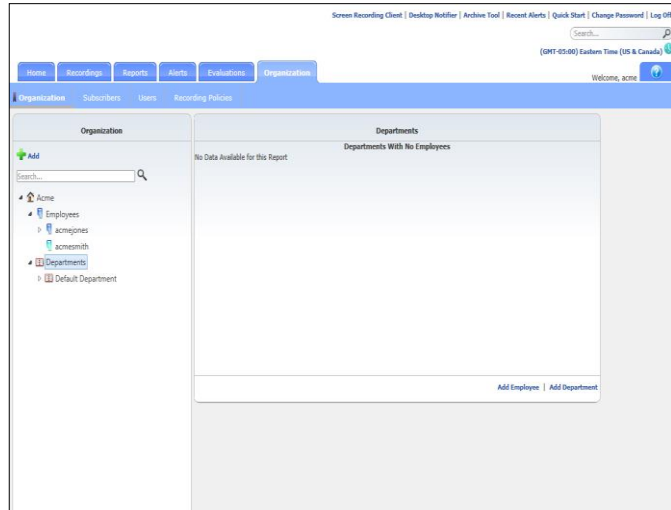 Screen Recording Client | Desktop Notifier | Archive Tool | Recent Alerts | Quick Start | Change Password | Log Off
Search...
(GMT-05:00) Eastern Time (US & Canada)
Home Recordings Reports Alerts Evaluations Organization
Welcome, acme
Organization Subscribers Users Recording Policies
Organization
Add
Search...
Acme
Employees
acmejones
acmesmith
Departments
Default Department
Departments
Departments With No Employees
No Data Available for this Report
Add Employee | Add Department